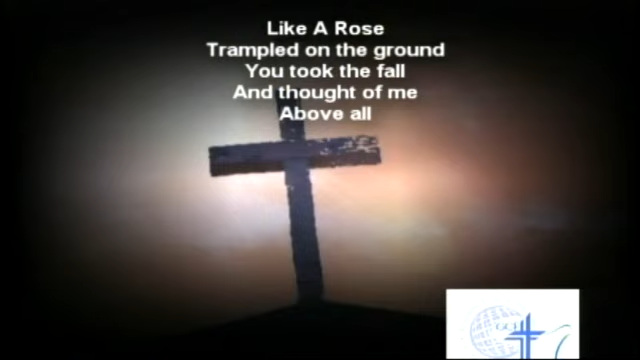 Like A Rose
Trampled on the ground
You took the fall
And thought of me
Above all